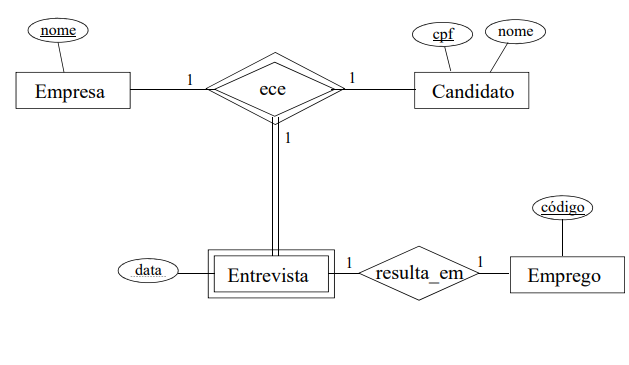 nome
cpf
nome
Empresa
1
ece
1
Candidato
1
código
data
Entrevista
1
resulta_em
1
Emprego